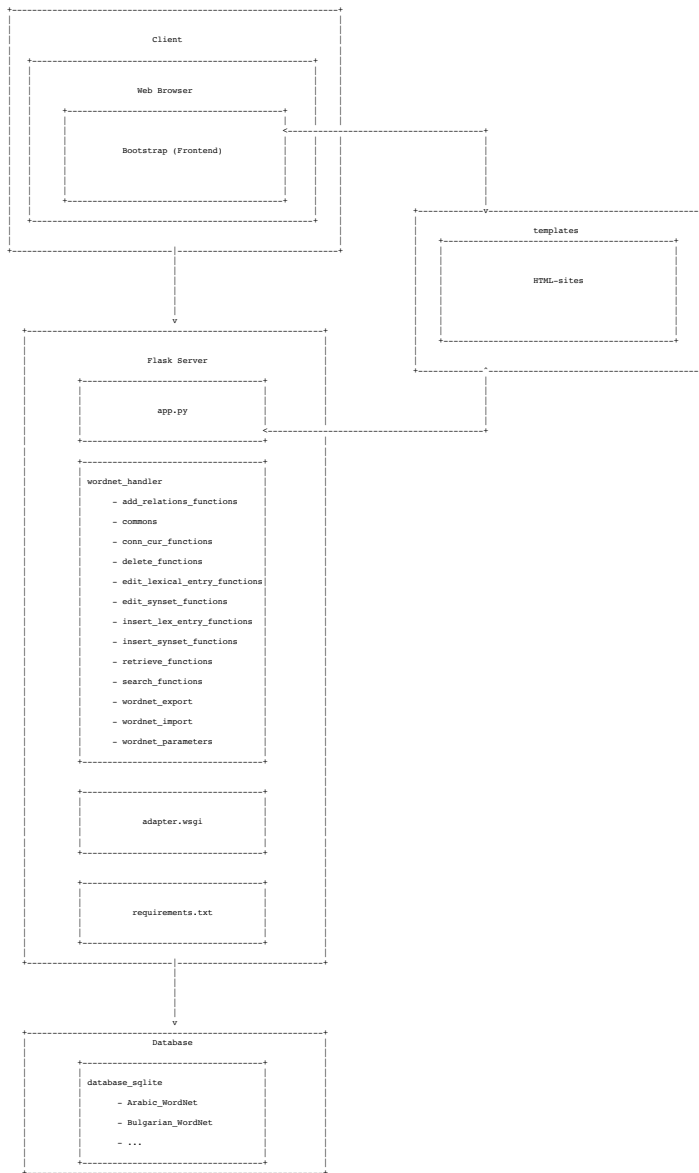 Client
Web Browser
Bootstrap (Frontend)
templates
HTML-sites
Flask Server
app.py
wordnet_handler
- add_relations_functions
- commons
- conn_cur_functions
- delete_functions
- edit_lexical_entry_functions
- edit_synset_functions
- insert_lex_entry_functions
- insert_synset_functions
- retrieve_functions
- search_functions
- wordnet_export
- wordnet_import
- wordnet_parameters
adapter.wsgi
requirements.txt
Database
database_sqlite
- Arabic_WordNet
- Bulgarian_WordNet
- ...